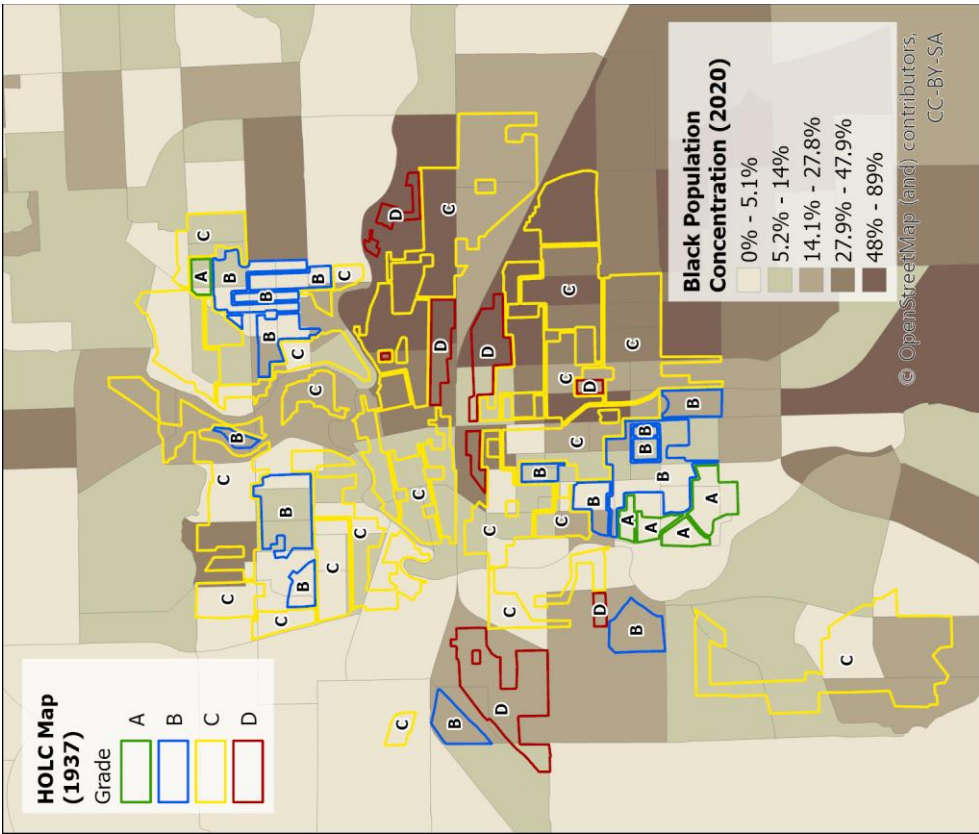 HOLC Map
(1937)
Grade
A
B
C
D
A
C
C
C
B
B
B
B
C
B
C
B
C
B
C
C
C
D
C
C
D
C
B
D
C
D
C
B
C
C
C
C
D
D
B
D
A
B
C
B
B
A
B
A
B
A
C
Black Population
Concentration (2020)
0% - 5.1%
5.2% - 14%
14.1% - 27.8%
27.9% - 47.9%
48% - 89%
© OpenStreetMap (and) contributors,
CC-BY-SA